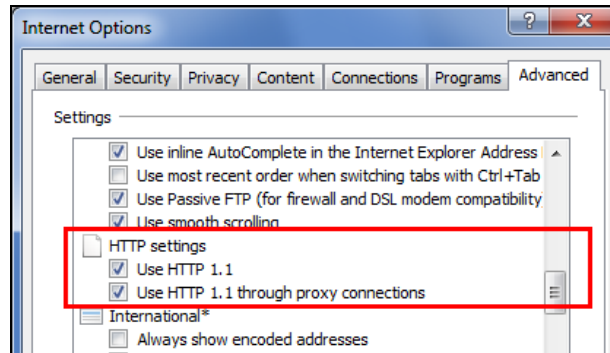 Internet Options
General Security Privacy Content Connections Programs Advanced
Settings
Use inline AutoComplete in the Internet Explorer Address
Use most recent order when switching tabs with Ctrl+Tab
Use Passive FTP (for firewall and DSL modem compatibility)
Use smooth scrolling
HTTP settings
Use HTTP 1.1
Use HTTP 1.1 through proxy connections
International*
Always show encoded addresses